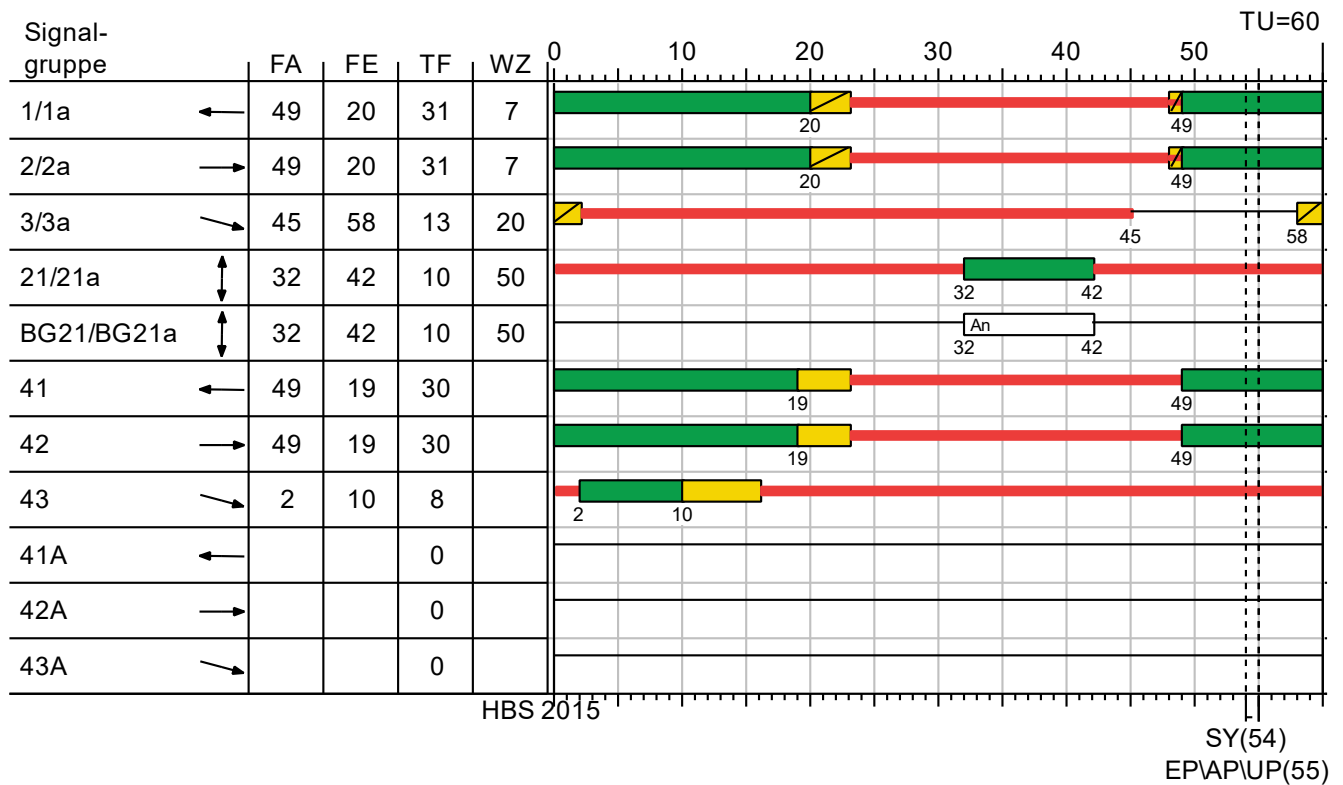 TU=60
Signal-
gruppe FA FE TF WZ 0 10 20 30 40 50
1/1a 49 20 31 7
20 49
2/2a 49 20 31 7
20 49
3/3a 45 58 13 20
45 58
21/21a 32 42 10 50
32 42
BG21/BG21a 32 42 10 50 An
32 42
41 49 19 30
19 49
42 49 19 30
19 49
43 2 10 8
2 10
41A 0
42A 0
43A 0
HBS 2015
SY(54)
EP\AP\UP(55)